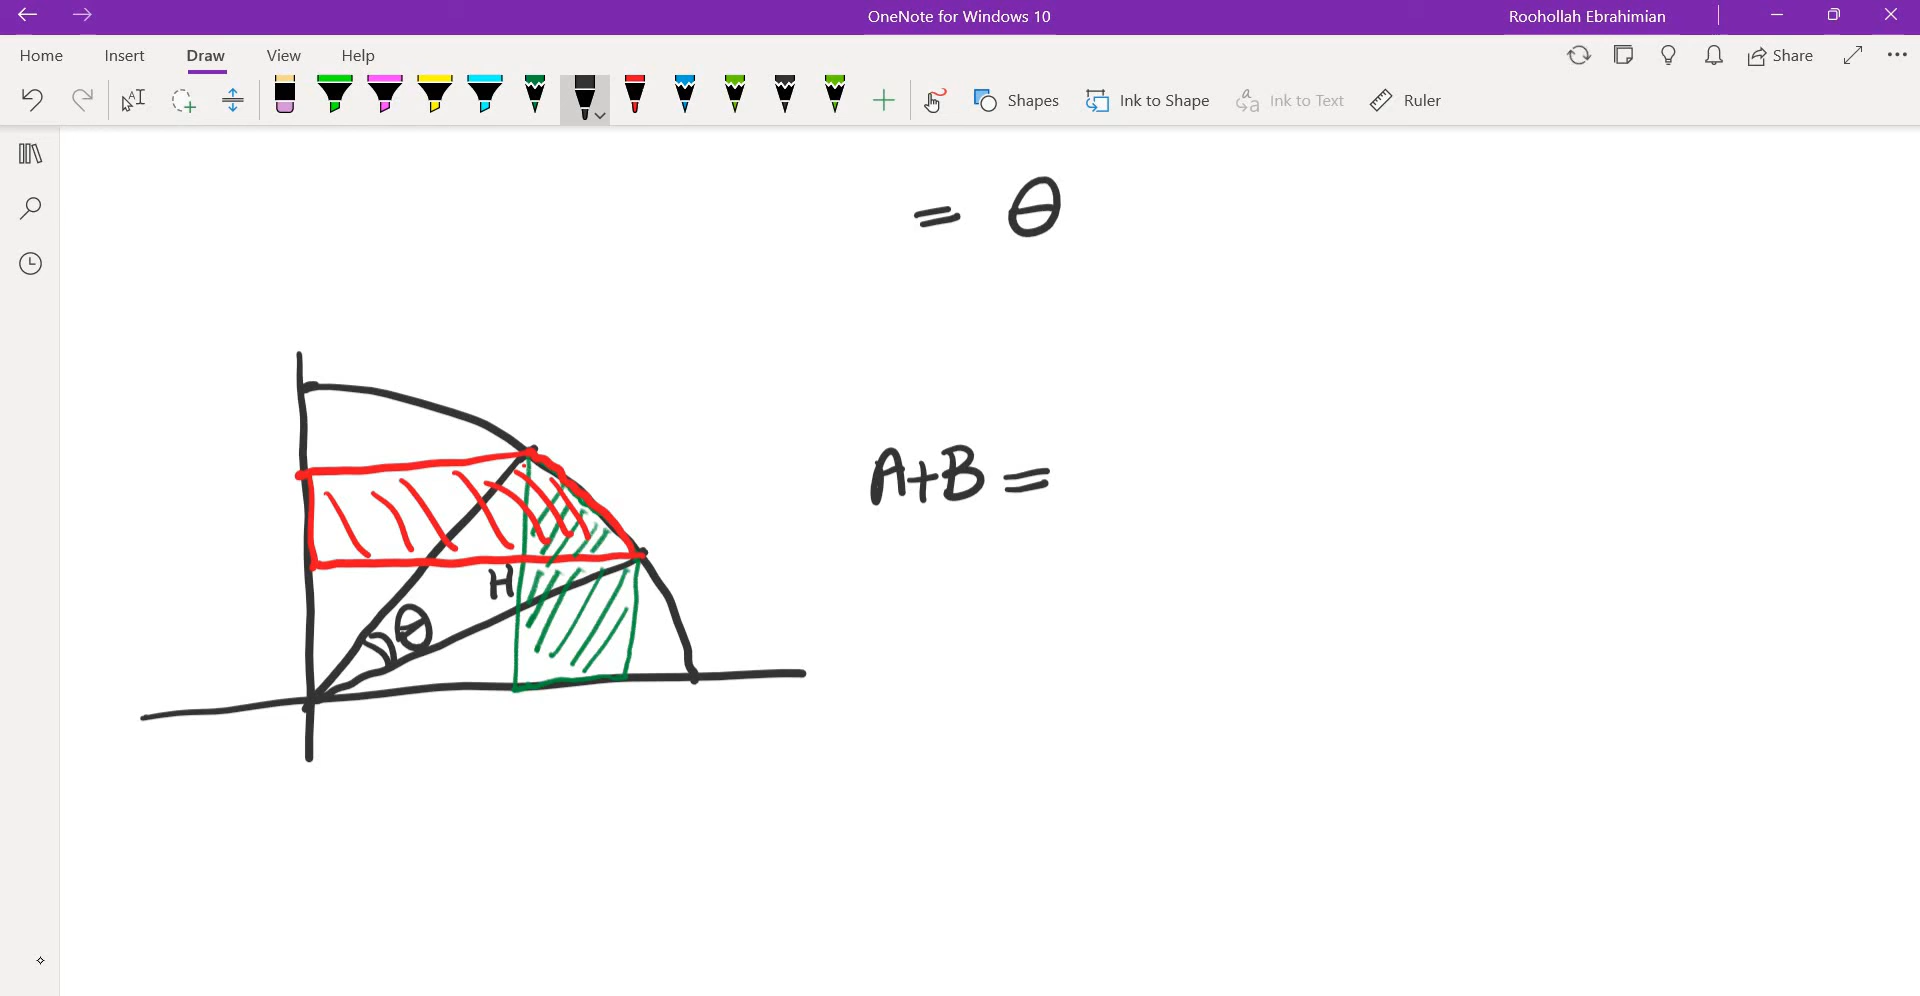 OneNote for Windows 10
Roohollah Ebrahimian
Home Insert Draw View Help
Share
Shapes Ink to Shape Ink to Text Ruler
= θ
A+B =
H
θ